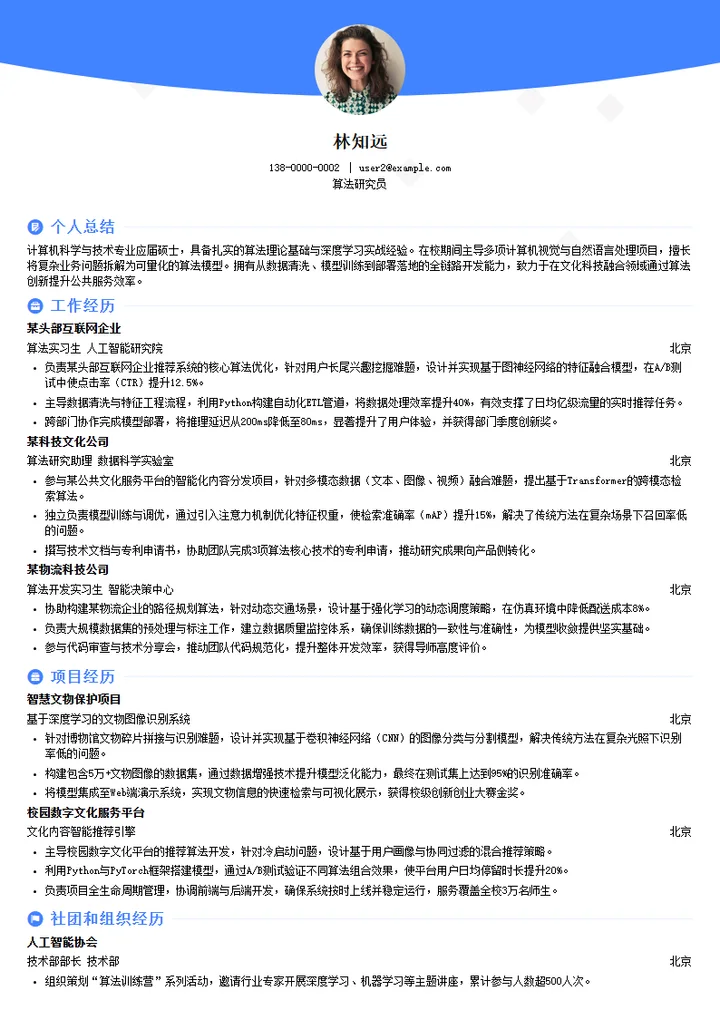 林知远
138-0000-0002 | user2@example.com
算法研究员
个人总结
计算机科学与技术专业应届硕士，具备扎实的算法理论基础与深度学习实战经验。在校期间主导多项计算机视觉与自然语言处理项目，擅长
将复杂业务问题拆解为可量化的算法模型。拥有从数据清洗、模型训练到部署落地的全链路开发能力，致力于在文化科技融合领域通过算法
创新提升公共服务效率。
工作经历
某头部互联网企业
算法实习生 人工智能研究院 北京
• 负责某头部互联网企业推荐系统的核心算法优化，针对用户长尾兴趣挖掘难题，设计并实现基于图神经网络的特征融合模型，在A/B测
试中使点击率（CTR）提升12.5%。
• 主导数据清洗与特征工程流程，利用Python构建自动化ETL管道，将数据处理效率提升40%，有效支撑了日均亿级流量的实时推荐任务。
• 跨部门协作完成模型部署，将推理延迟从200ms降低至80ms，显著提升了用户体验，并获得部门季度创新奖。
某科技文化公司
算法研究助理 数据科学实验室 北京
• 参与某公共文化服务平台的智能化内容分发项目，针对多模态数据（文本、图像、视频）融合难题，提出基于Transformer的跨模态检
索算法。
• 独立负责模型训练与调优，通过引入注意力机制优化特征权重，使检索准确率（mAP）提升15%，解决了传统方法在复杂场景下召回率低
的问题。
• 撰写技术文档与专利申请书，协助团队完成3项算法核心技术的专利申请，推动研究成果向产品侧转化。
某物流科技公司
算法开发实习生 智能决策中心 北京
• 协助构建某物流企业的路径规划算法，针对动态交通场景，设计基于强化学习的动态调度策略，在仿真环境中降低配送成本8%。
• 负责大规模数据集的预处理与标注工作，建立数据质量监控体系，确保训练数据的一致性与准确性，为模型收敛提供坚实基础。
• 参与代码审查与技术分享会，推动团队代码规范化，提升整体开发效率，获得导师高度评价。
项目经历
智慧文物保护项目
基于深度学习的文物图像识别系统 北京
• 针对博物馆文物碎片拼接与识别难题，设计并实现基于卷积神经网络（CNN）的图像分类与分割模型，解决传统方法在复杂光照下识别
率低的问题。
• 构建包含5万+文物图像的数据集，通过数据增强技术提升模型泛化能力，最终在测试集上达到95%的识别准确率。
• 将模型集成至Web端演示系统，实现文物信息的快速检索与可视化展示，获得校级创新创业大赛金奖。
校园数字文化服务平台
文化内容智能推荐引擎 北京
• 主导校园数字文化平台的推荐算法开发，针对冷启动问题，设计基于用户画像与协同过滤的混合推荐策略。
• 利用Python与PyTorch框架搭建模型，通过A/B测试验证不同算法组合效果，使平台用户日均停留时长提升20%。
• 负责项目全生命周期管理，协调前端与后端开发，确保系统按时上线并稳定运行，服务覆盖全校3万名师生。
社团和组织经历
人工智能协会
技术部部长 技术部 北京
• 组织策划“算法训练营”系列活动，邀请行业专家开展深度学习、机器学习等主题讲座，累计参与人数超500人次。